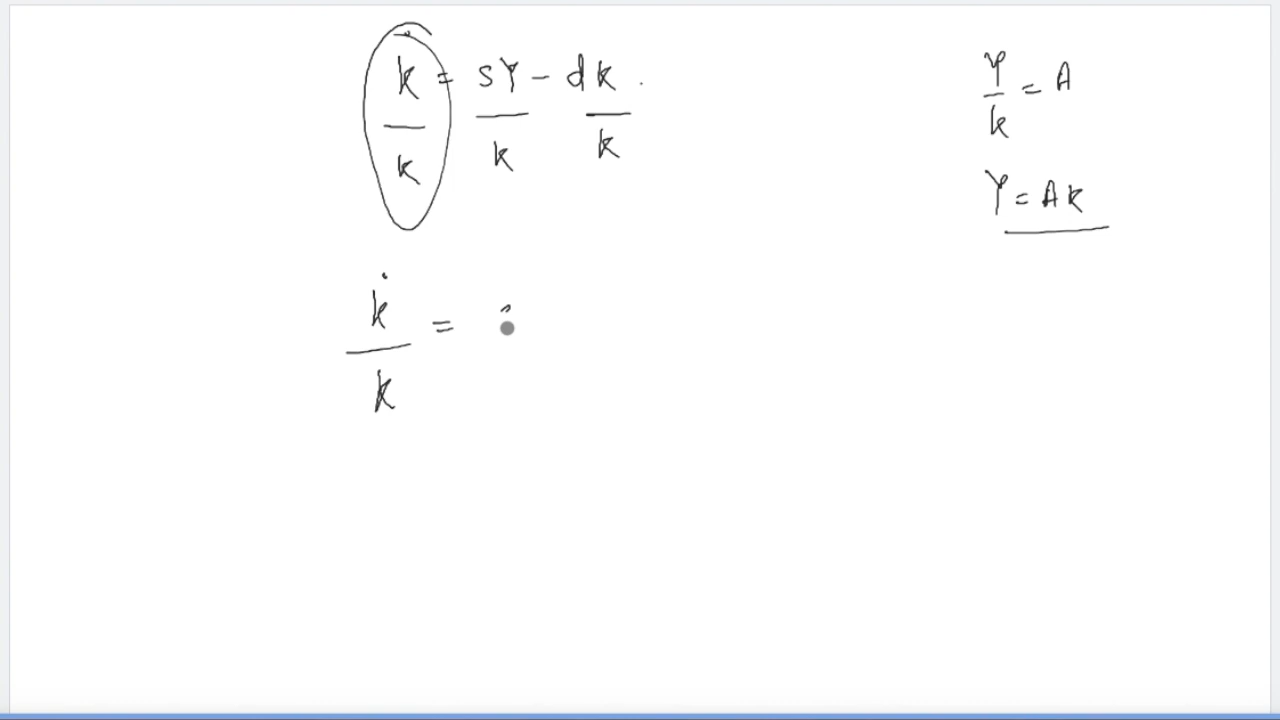 k̇/k = sY/k - dk/k .
Y/k = A
Y = Ak
k̇/k =